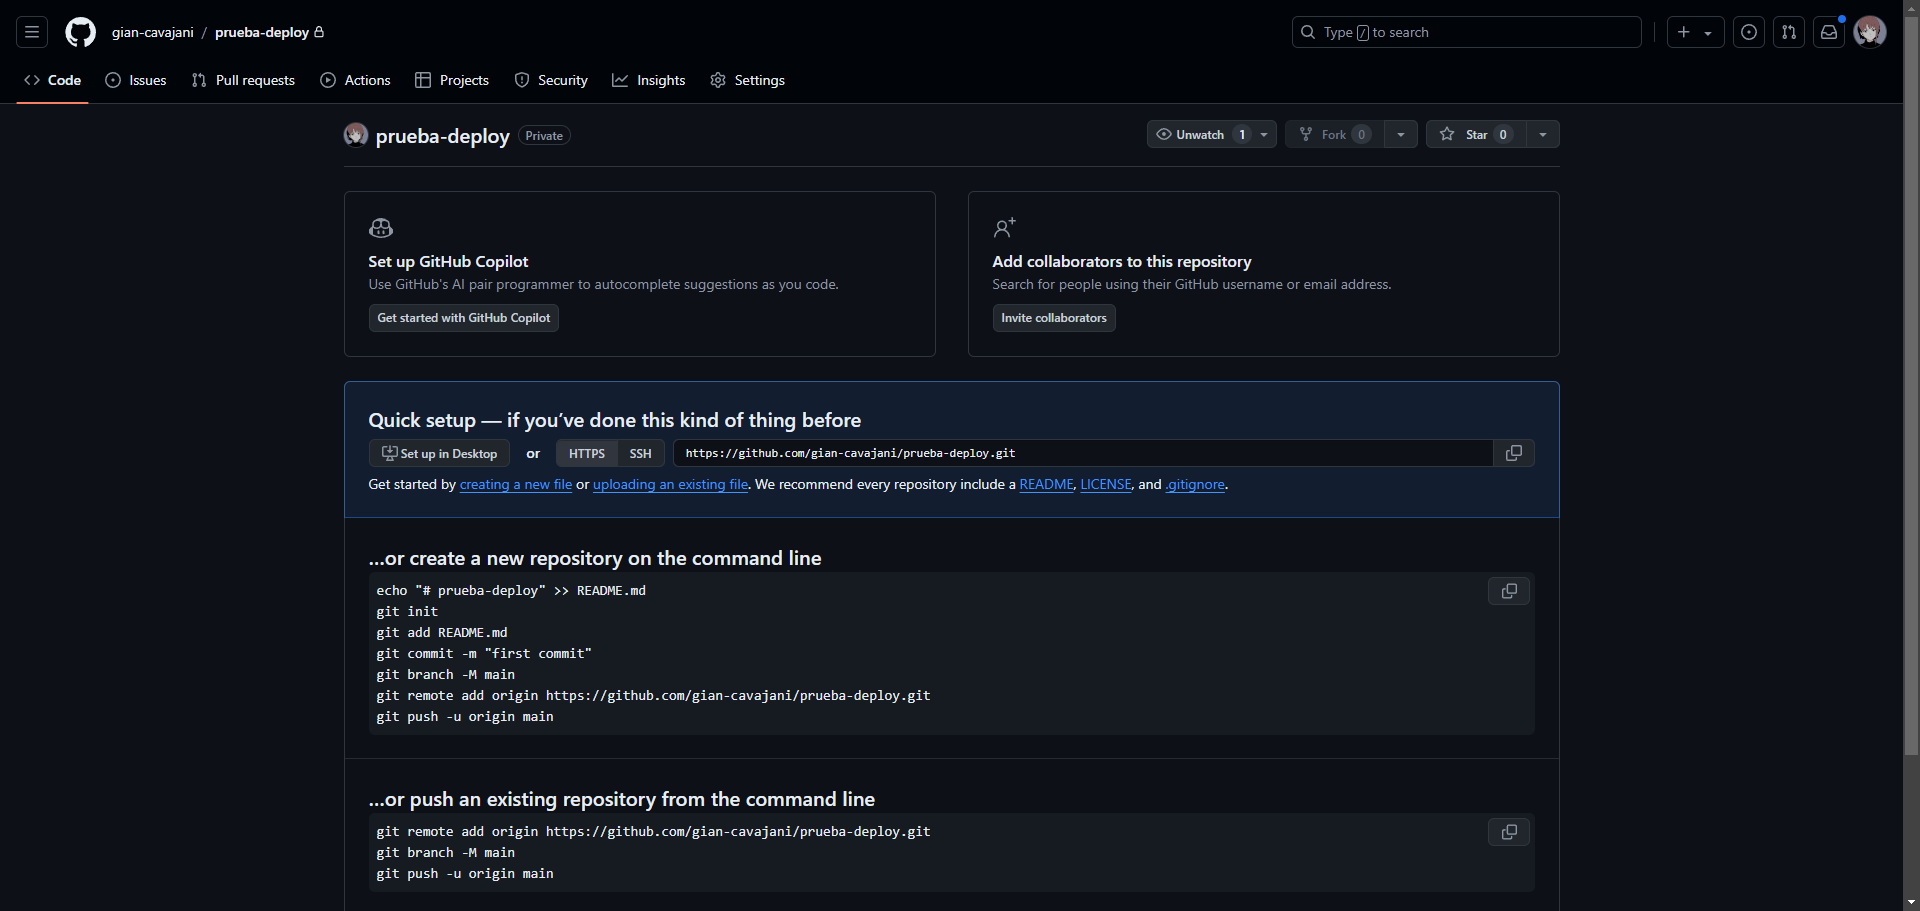 gian-cavajani / prueba-deploy
Type / to search
Code
Issues
Pull requests
Actions
Projects
Security
Insights
Settings
prueba-deploy
Private
Unwatch 1
Fork 0
Star 0
Set up GitHub Copilot
Use GitHub's AI pair programmer to autocomplete suggestions as you code.
Get started with GitHub Copilot
Add collaborators to this repository
Search for people using their GitHub username or email address.
Invite collaborators
Quick setup — if you’ve done this kind of thing before
Set up in Desktop or HTTPS SSH https://github.com/gian-cavajani/prueba-deploy.git
Get started by creating a new file or uploading an existing file. We recommend every repository include a README, LICENSE, and .gitignore.
…or create a new repository on the command line
echo "# prueba-deploy" >> README.md
git init
git add README.md
git commit -m "first commit"
git branch -M main
git remote add origin https://github.com/gian-cavajani/prueba-deploy.git
git push -u origin main
…or push an existing repository from the command line
git remote add origin https://github.com/gian-cavajani/prueba-deploy.git
git branch -M main
git push -u origin main